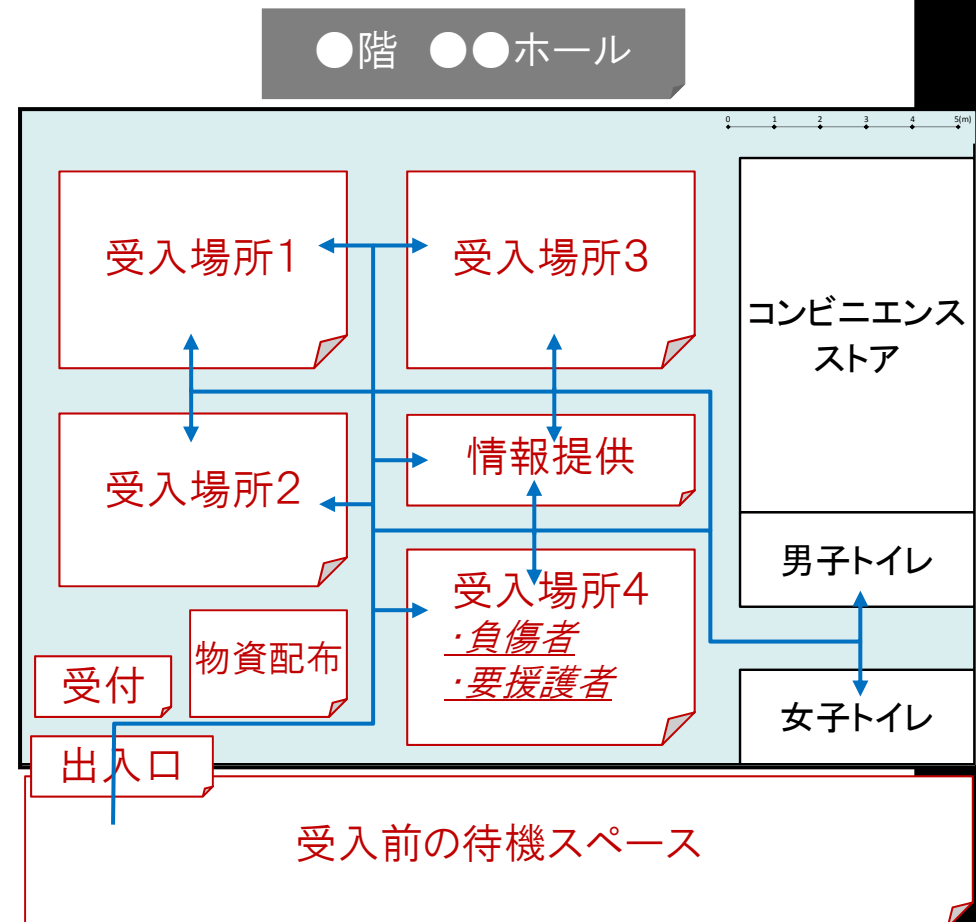 ●階 ●●ホール
0 1 2 3 4 5(m)
受入場所1
受入場所3
コンビニエンス
ストア
受入場所2
情報提供
男子トイレ
受入場所4
・負傷者
・要援護者
物資配布
受付
女子トイレ
出入口
受入前の待機スペース